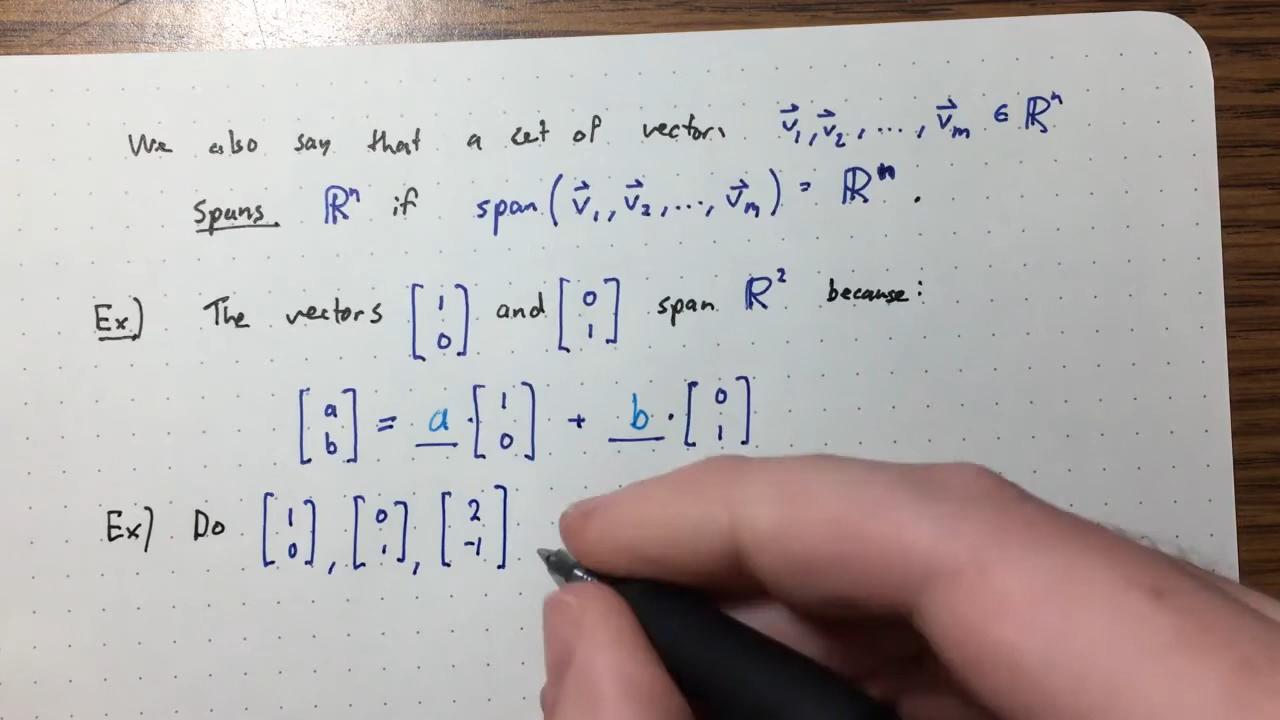 We also say that a set of vectors v⃗₁, v⃗₂, ..., v⃗ₘ ∈ ℝⁿ
spans ℝⁿ if span(v⃗₁, v⃗₂, ..., v⃗ₘ) = ℝⁿ.
Ex) The vectors [1 0] and [0 1] span ℝ² because:
[a b] = a · [1 0] + b · [0 1]
Ex) Do [1 0], [0 1], [2 -1]